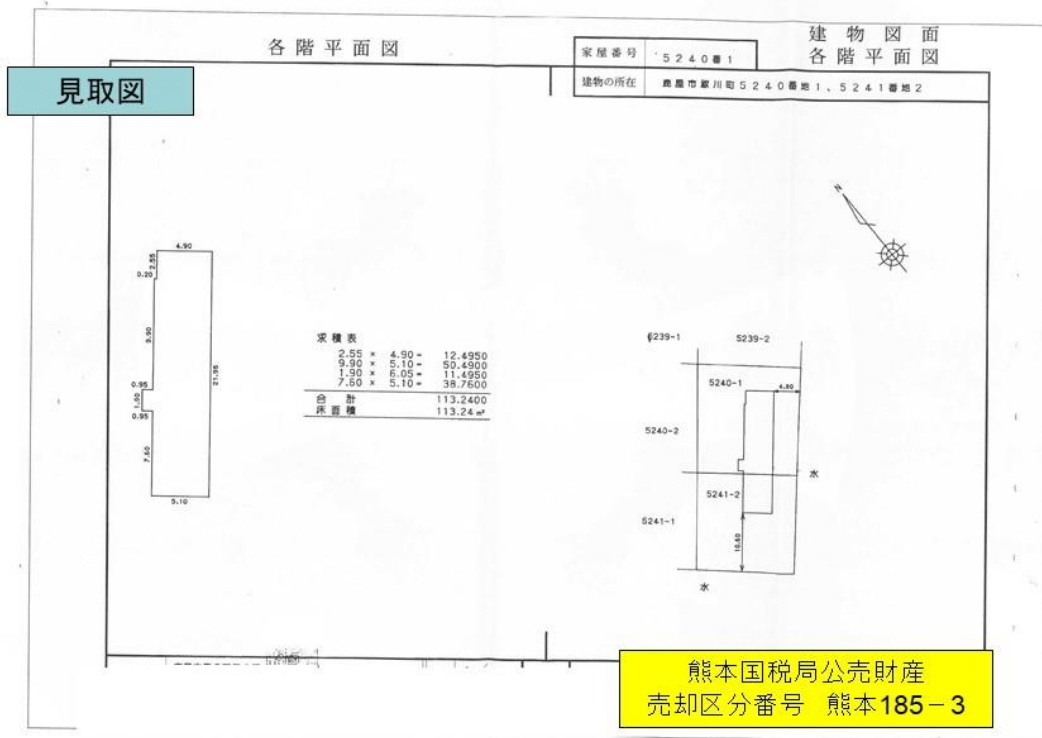 各階平面図
建物図面
各階平面図
家屋番号
5240番1
建物の所在
鹿屋市獅川町5240番地1、5241番地2
見取図
N
4.90
2.55
0.20
9.90
21.95
0.95
1.90
0.95
7.60
5.10
求積表
2.55 × 4.90 = 12.4950
9.90 × 5.10 = 50.4900
1.90 × 6.05 = 11.4950
7.60 × 5.10 = 38.7600
合計 113.2400
床面積 113.24㎡
6239-1
5239-2
5240-1
4.80
5240-2
水
5241-2
5241-1
10.60
水
熊本国税局公売財産
売却区分番号 熊本185-3